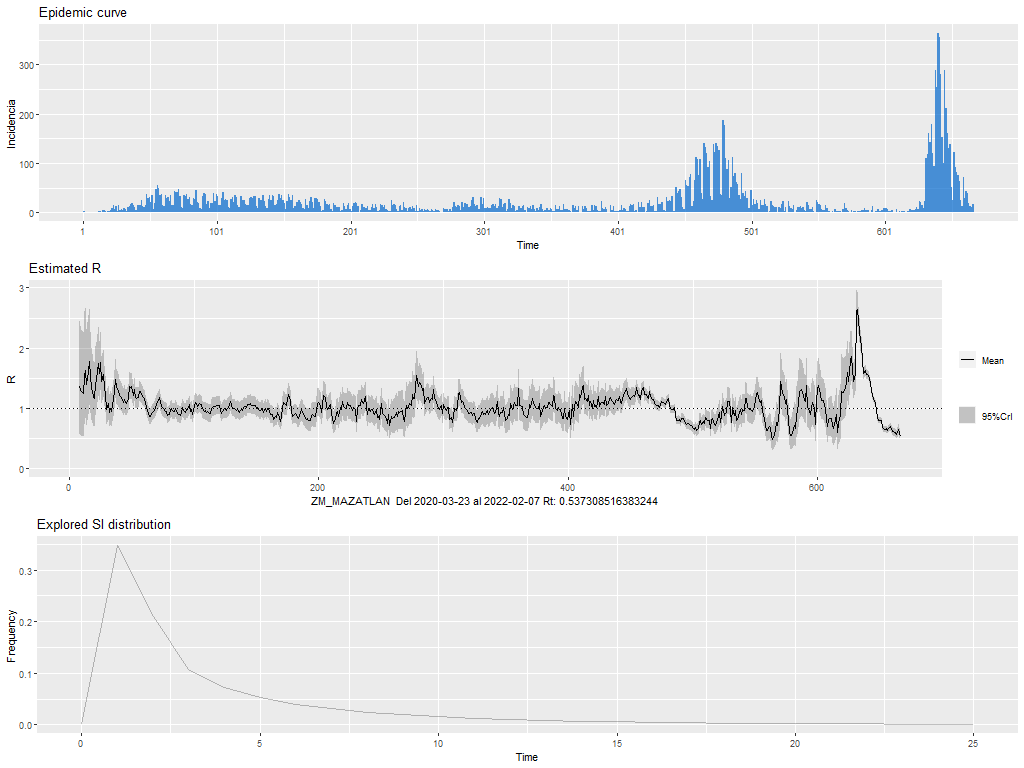 Epidemic curve
Incidencia
300
200
100
0
1 101 201 301 401 501 601
Time
Estimated R
R
3
2
1
0
Mean
95%CrI
0 200 400 600
ZM_MAZATLAN Del 2020-03-23 al 2022-02-07 Rt: 0.537308516383244
Explored SI distribution
Frequency
0.3
0.2
0.1
0.0
0 5 10 15 20 25
Time